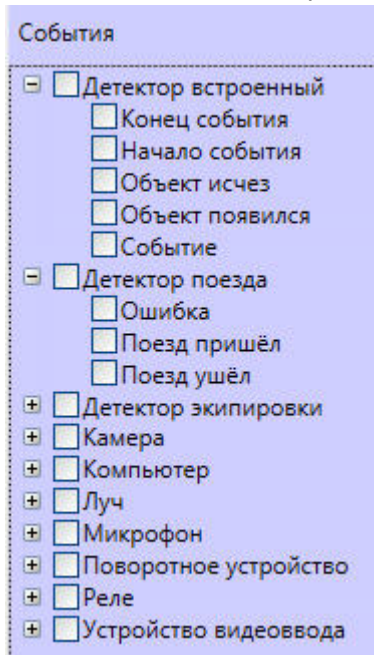 События
Детектор встроенный
Конец события
Начало события
Объект исчез
Объект появился
Событие
Детектор поезда
Ошибка
Поезд пришёл
Поезд ушёл
Детектор экипировки
Камера
Компьютер
Луч
Микрофон
Поворотное устройство
Реле
Устройство видеоввода